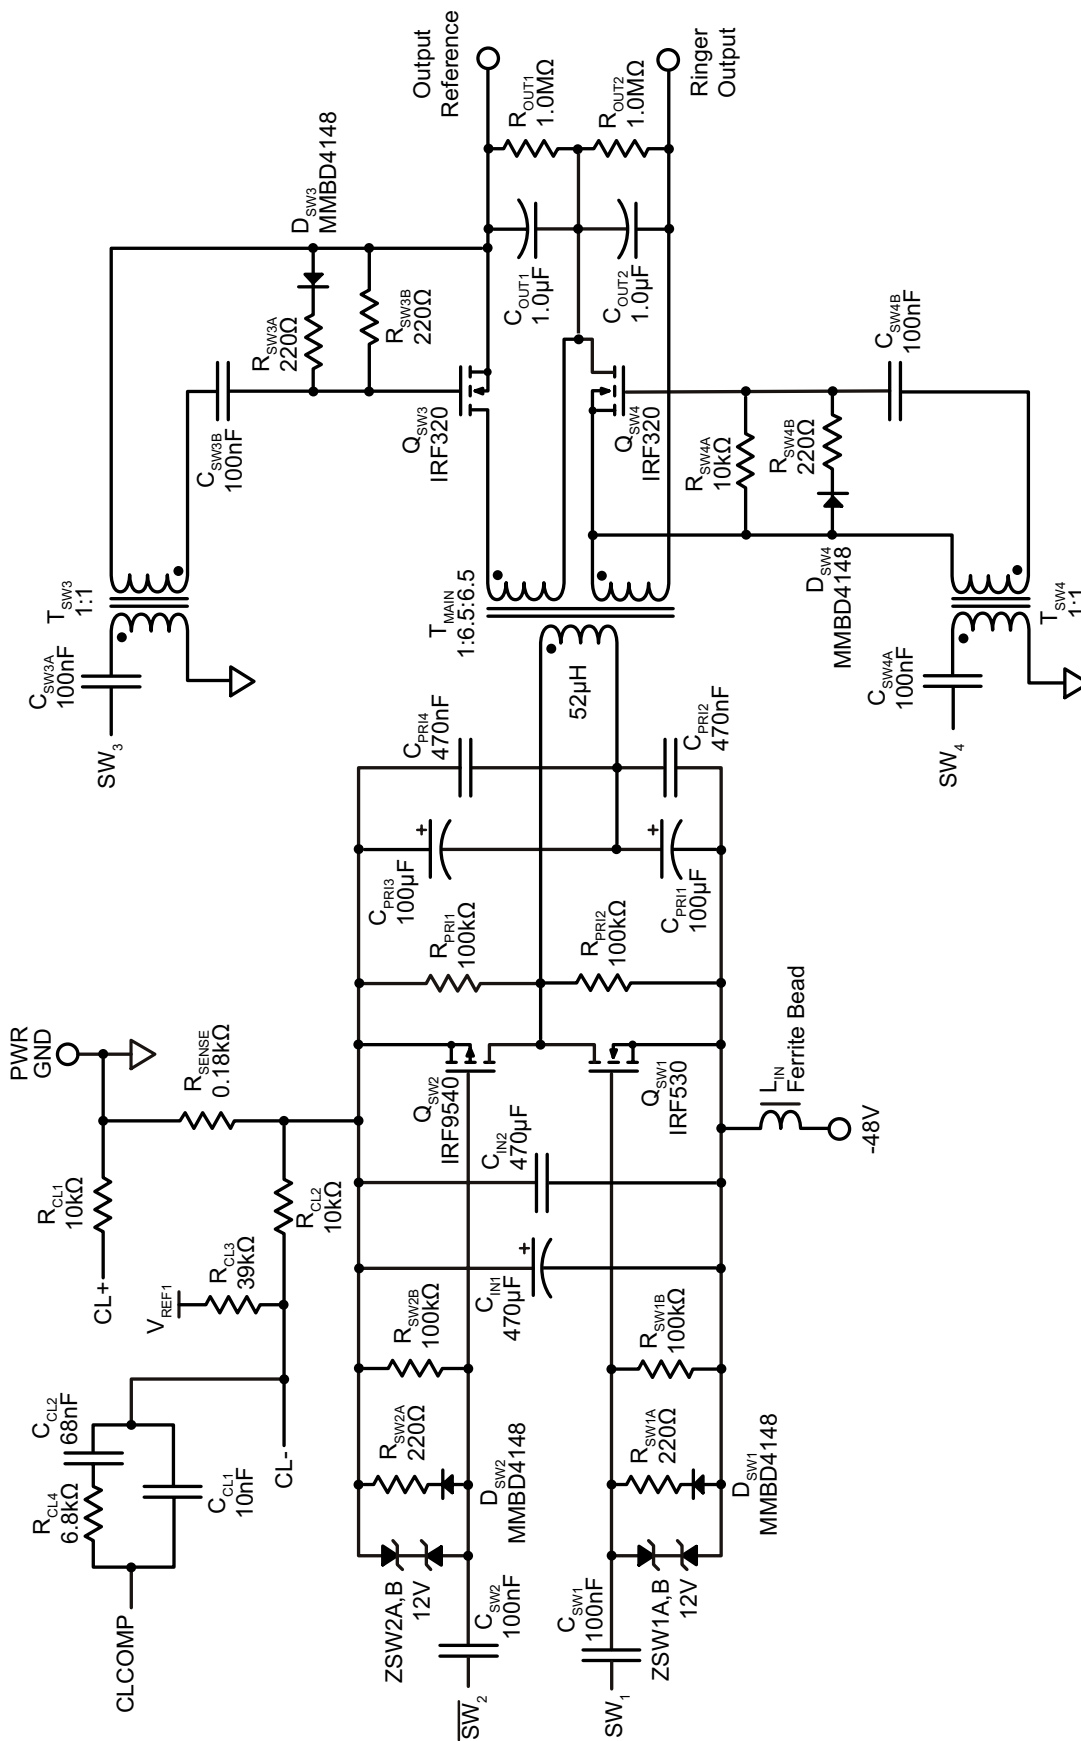 CLCOMP
R_CL4
6.8kΩ
C_CL2
68nF
C_CL1
10nF
CL-
V_REF1
R_CL3
39kΩ
CL+
R_CL1
10kΩ
R_CL2
10kΩ
PWR
GND
R_SENSE
0.18kΩ
SW_3
C_SW3A
100nF
T_SW3
1:1
C_SW3B
100nF
R_SW3A
220Ω
D_SW3
MMBD4148
R_SW3B
220Ω
Output
Reference
ZSW2A,B
12V
R_SW2A
220Ω
R_SW2B
100kΩ
C_SW2
100nF
D_SW2
MMBD4148
S̅W̅_2
C_IN1
470µF
+
C_IN2
470µF
Q_SW2
IRF9540
R_PRI1
100kΩ
C_PRI3
100µF
+
C_PRI4
470nF
T_MAIN
1:6.5:6.5
52µH
Q_SW3
IRF320
C_OUT1
1.0µF
R_OUT1
1.0MΩ
SW_1
C_SW1
100nF
ZSW1A,B
12V
R_SW1A
220Ω
D_SW1
MMBD4148
R_SW1B
100kΩ
Q_SW1
IRF530
R_PRI2
100kΩ
C_PRI1
100µF
+
C_PRI2
470nF
Q_SW4
IRF320
C_OUT2
1.0µF
R_OUT2
1.0MΩ
Ringer
Output
L_IN
Ferrite Bead
-48V
SW_4
C_SW4A
100nF
T_SW4
1:1
D_SW4
MMBD4148
R_SW4A
10kΩ
R_SW4B
220Ω
C_SW4B
100nF